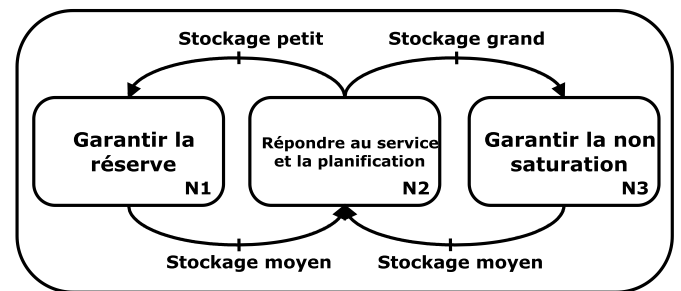 Stockage petit
Stockage grand
Garantir la
réserve
N1
Répondre au service
et la planification
N2
Garantir la non
saturation
N3
Stockage moyen
Stockage moyen